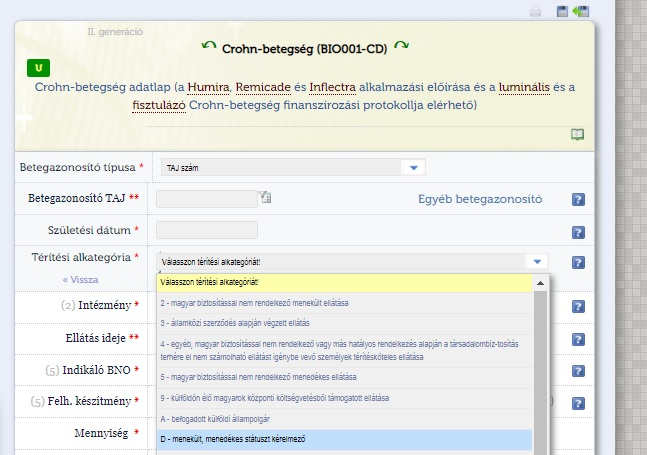 II. generáció
Crohn-betegség (BIO001-CD)
U
Crohn-betegség adatlap (a Humira, Remicade és Inflectra alkalmazási előírása és a luminális és a
fisztulázó Crohn-betegség finanszírozási protokollja elérhető)
Betegazonosító típusa *
TAJ szám
Betegazonosító TAJ **
Egyéb betegazonosító
?
Születési dátum *
?
Térítési alkategória *
Válasszon térítési alkategóriát!
?
« Vissza
Válasszon térítési alkategóriát!
(2) Intézmény *
2 - magyar biztosítással nem rendelkező menekült ellátása
?
3 - államközi szerződés alapján végzett ellátás
Ellátás ideje **
4 - egyéb, magyar biztosítással nem rendelkező vagy más hatályos rendelkezés alapján a társadalombiz-tosítás
terhére el nem számolható ellátást igénybe vevő személyek térítésköteles ellátása
?
(5) Indikáló BNO *
5 - magyar biztosítással nem rendelkező menedékes ellátása
?
(5) Felh. készítmény *
9 - külföldön élő magyarok központi költségvetésből támogatott ellátása
)
?
A - befogadott külföldi állampolgár
Mennyiség *
D - menekült, menedékes státuszt kérelmező